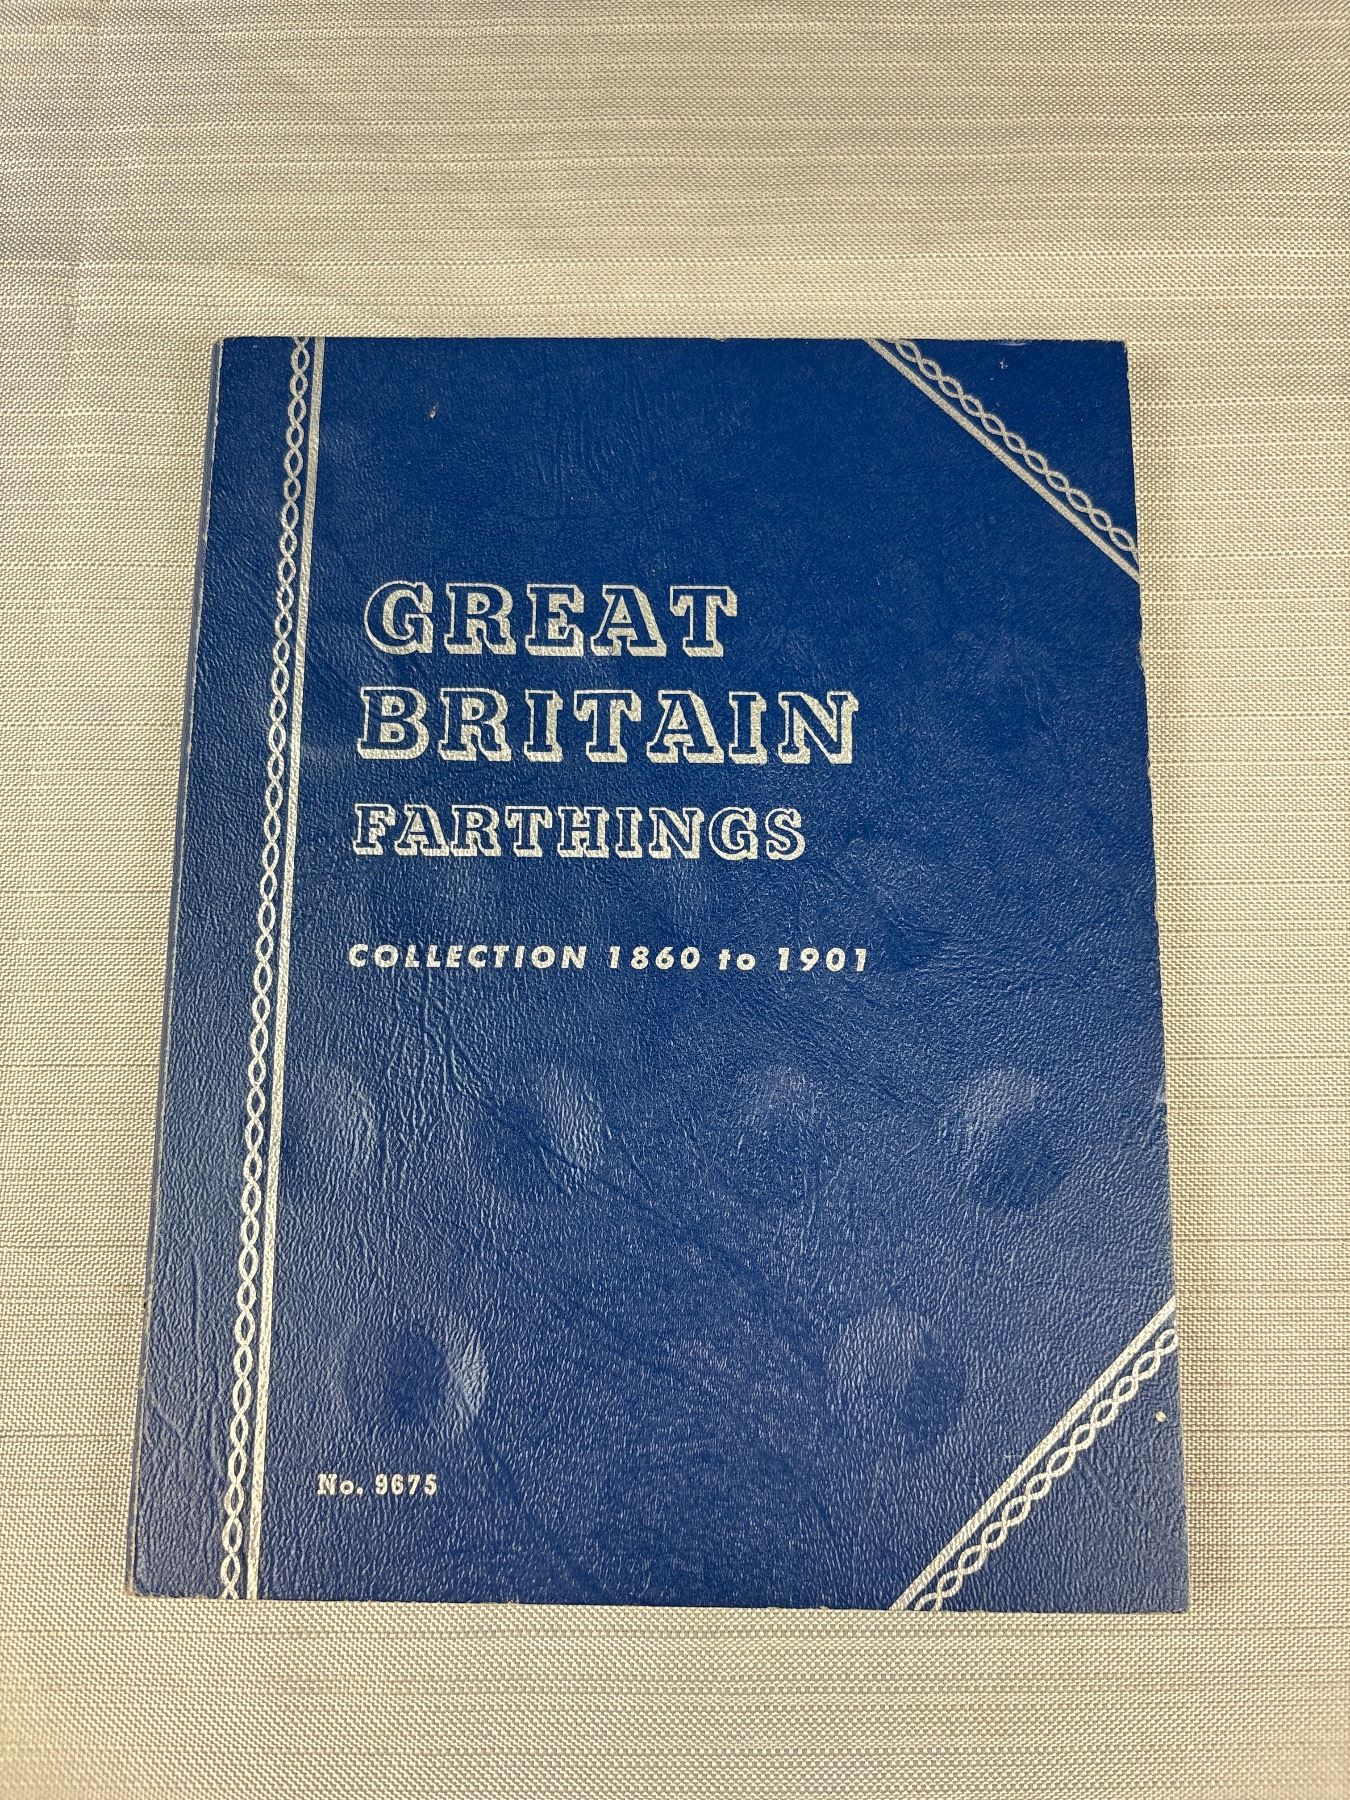 GREAT
BRITAIN
FARTHINGS
COLLECTION 1860 to 1901
No. 9675